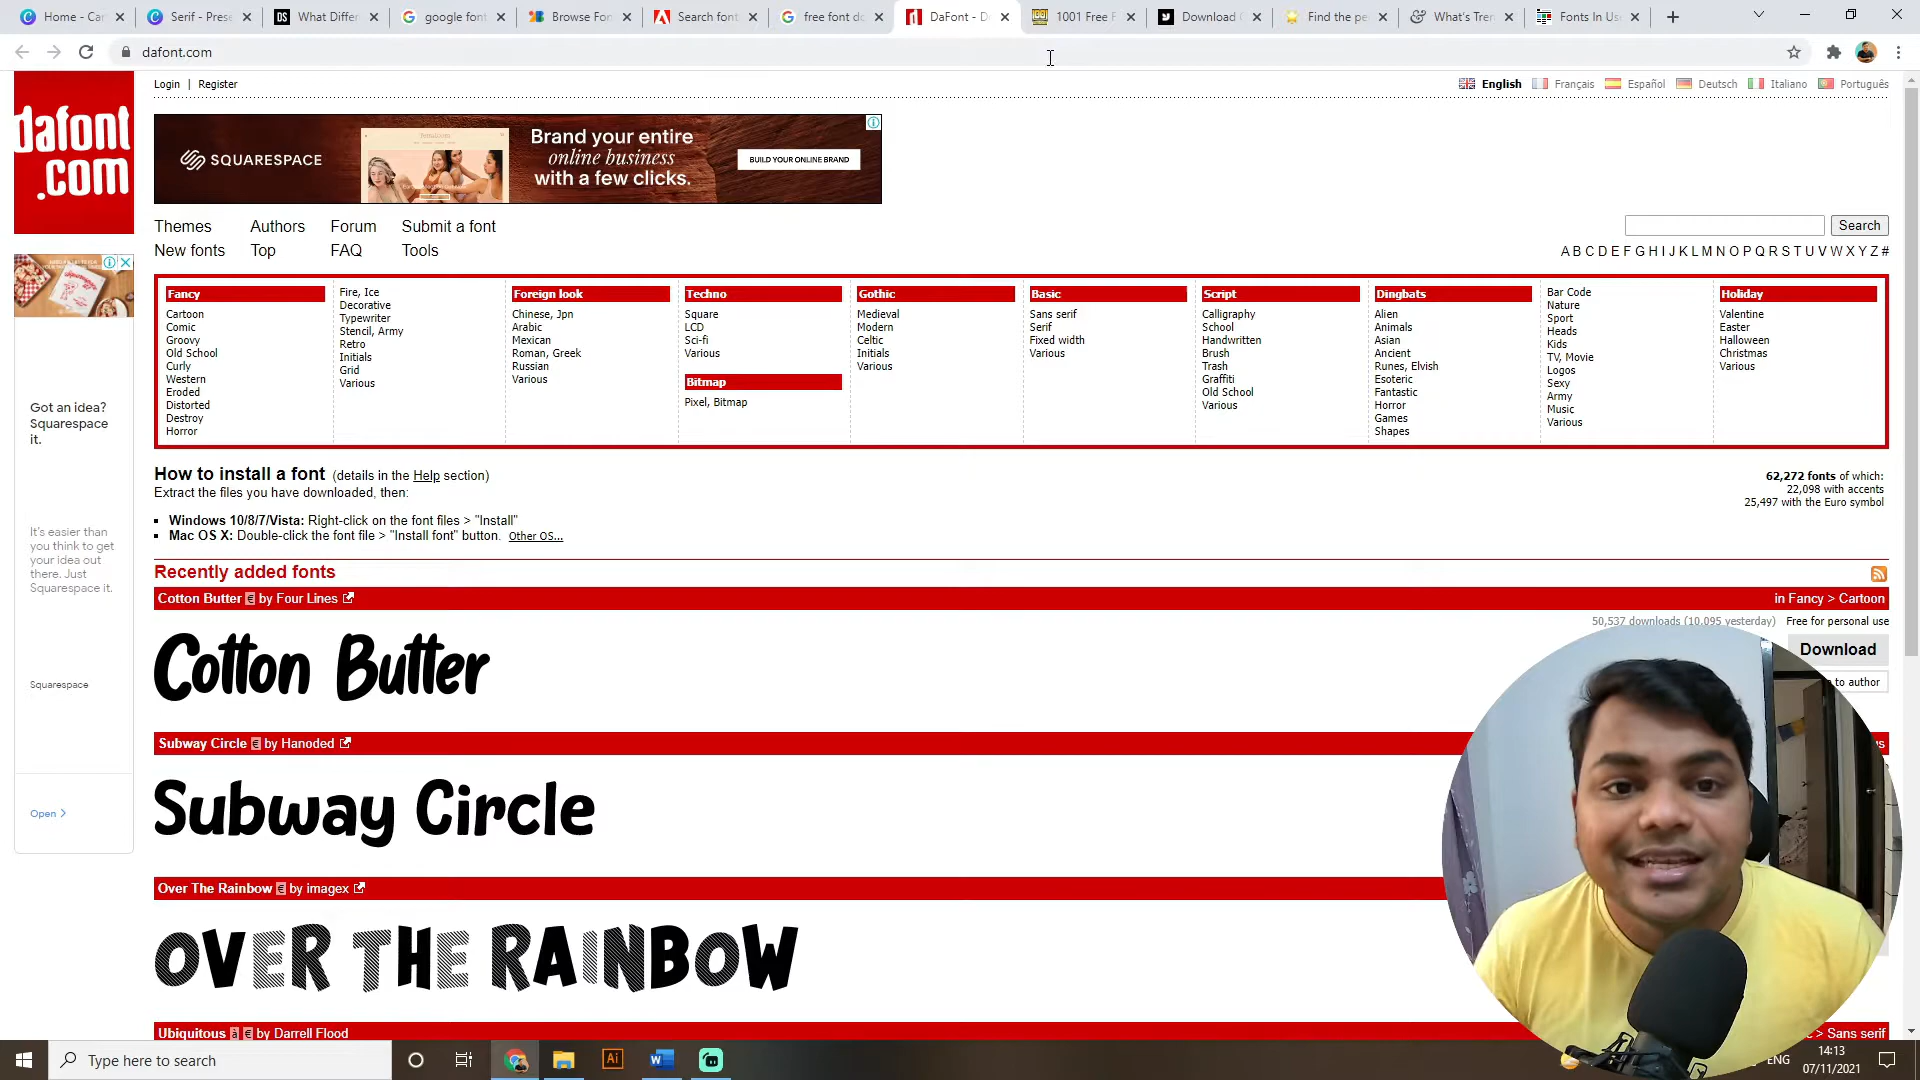 Home - Ca
Serif - Prese
What Differ
google font
Browse Fon
Search font
free font do
DaFont - D
1001 Free F
Download
Find the pe
What's Tren
Fonts In Us
dafont.com
dafont
.com
Login | Register
English Français Español Deutsch Italiano Português
SQUARESPACE
Brand your entire
online business
with a few clicks.
BUILD YOUR ONLINE BRAND
Themes Authors Forum Submit a font
New fonts Top FAQ Tools
Search
A B C D E F G H I J K L M N O P Q R S T U V W X Y Z #
Fancy
Cartoon
Comic
Groovy
Old School
Curly
Western
Eroded
Distorted
Destroy
Horror
Fire, Ice
Decorative
Typewriter
Stencil, Army
Retro
Initials
Grid
Various
Foreign look
Chinese, Jpn
Arabic
Mexican
Roman, Greek
Russian
Various
Techno
Square
LCD
Sci-fi
Various
Bitmap
Pixel, Bitmap
Gothic
Medieval
Modern
Celtic
Initials
Various
Basic
Sans serif
Serif
Fixed width
Various
Script
Calligraphy
School
Handwritten
Brush
Trash
Graffiti
Old School
Various
Dingbats
Alien
Animals
Asian
Ancient
Runes, Elvish
Esoteric
Fantastic
Horror
Games
Shapes
Bar Code
Nature
Sport
Heads
Kids
TV, Movie
Logos
Sexy
Army
Music
Various
Holiday
Valentine
Easter
Halloween
Christmas
Various
Got an idea?
Squarespace
it.
It's easier than
you think to get
your idea out
there. Just
Squarespace it.
Squarespace
Open >
How to install a font (details in the Help section)
Extract the files you have downloaded, then:
Windows 10/8/7/Vista: Right-click on the font files > "Install"
Mac OS X: Double-click the font file > "Install font" button. Other OS...
62,272 fonts of which:
22,098 with accents
25,497 with the Euro symbol
Recently added fonts
Cotton Butter € by Four Lines
in Fancy > Cartoon
50,537 downloads (10,095 yesterday) Free for personal use
Download
to author
Cotton Butter
Subway Circle € by Hanoded
us
Subway Circle
Over The Rainbow € by imagex
OVER THE RAINBOW
Ubiquitous à € by Darrell Flood
> Sans serif
Type here to search
Ai
ENG
14:13
07/11/2021